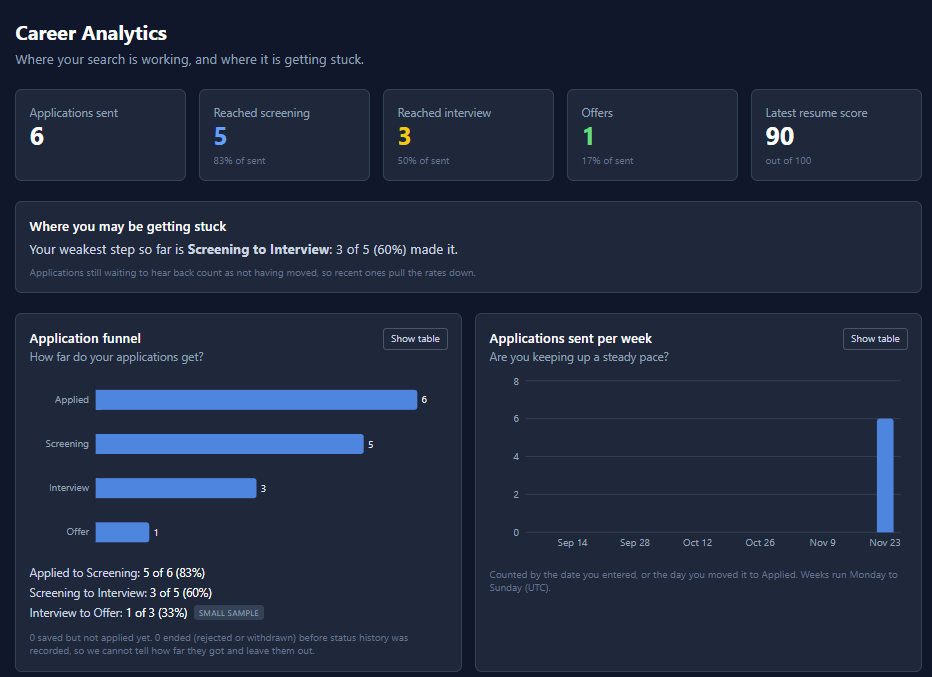 Career Analytics
Where your search is working, and where it is getting stuck.
Applications sent
6
Reached screening
5
83% of sent
Reached interview
3
50% of sent
Offers
1
17% of sent
Latest resume score
90
out of 100
Where you may be getting stuck
Your weakest step so far is Screening to Interview: 3 of 5 (60%) made it.
Applications still waiting to hear back count as not having moved, so recent ones pull the rates down.
Application funnel
Show table
How far do your applications get?
Applied 6
Screening 5
Interview 3
Offer 1
Applied to Screening: 5 of 6 (83%)
Screening to Interview: 3 of 5 (60%)
Interview to Offer: 1 of 3 (33%) SMALL SAMPLE
0 saved but not applied yet. 0 ended (rejected or withdrawn) before status history was
recorded, so we cannot tell how far they got and leave them out.
Applications sent per week
Show table
Are you keeping up a steady pace?
8
6
4
2
0
Sep 14 Sep 28 Oct 12 Oct 26 Nov 9 Nov 23
Counted by the date you entered, or the day you moved it to Applied. Weeks run Monday to
Sunday (UTC).